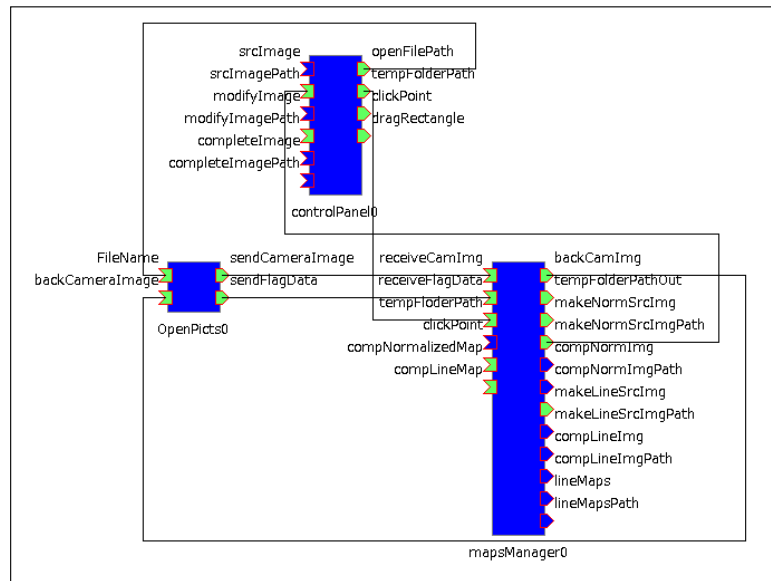 srcImage
srcImagePath
modifyImage
modifyImagePath
completeImage
completeImagePath
openFilePath
tempFolderPath
clickPoint
dragRectangle
controlPanel0
FileName
backCameraImage
sendCameraImage
sendFlagData
OpenPicts0
receiveCamImg
receiveFlagData
tempFloderPath
clickPoint
compNormalizedMap
compLineMap
backCamImg
tempFolderPathOut
makeNormSrcImg
makeNormSrcImgPath
compNormImg
compNormImgPath
makeLineSrcImg
makeLineSrcImgPath
compLineImg
compLineImgPath
lineMaps
lineMapsPath
mapsManager0